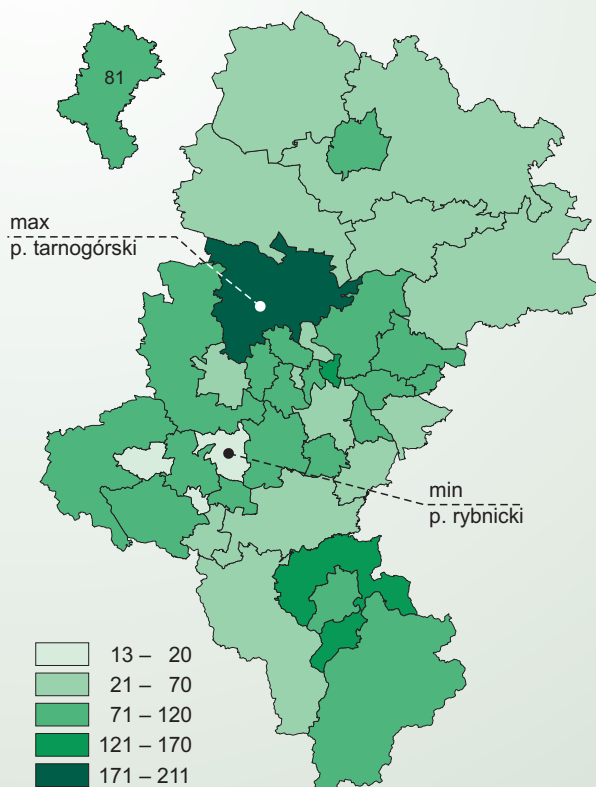 81
max
p. tarnogórski
min
p. rybnicki
13 – 20
21 – 70
71 – 120
121 – 170
171 – 211